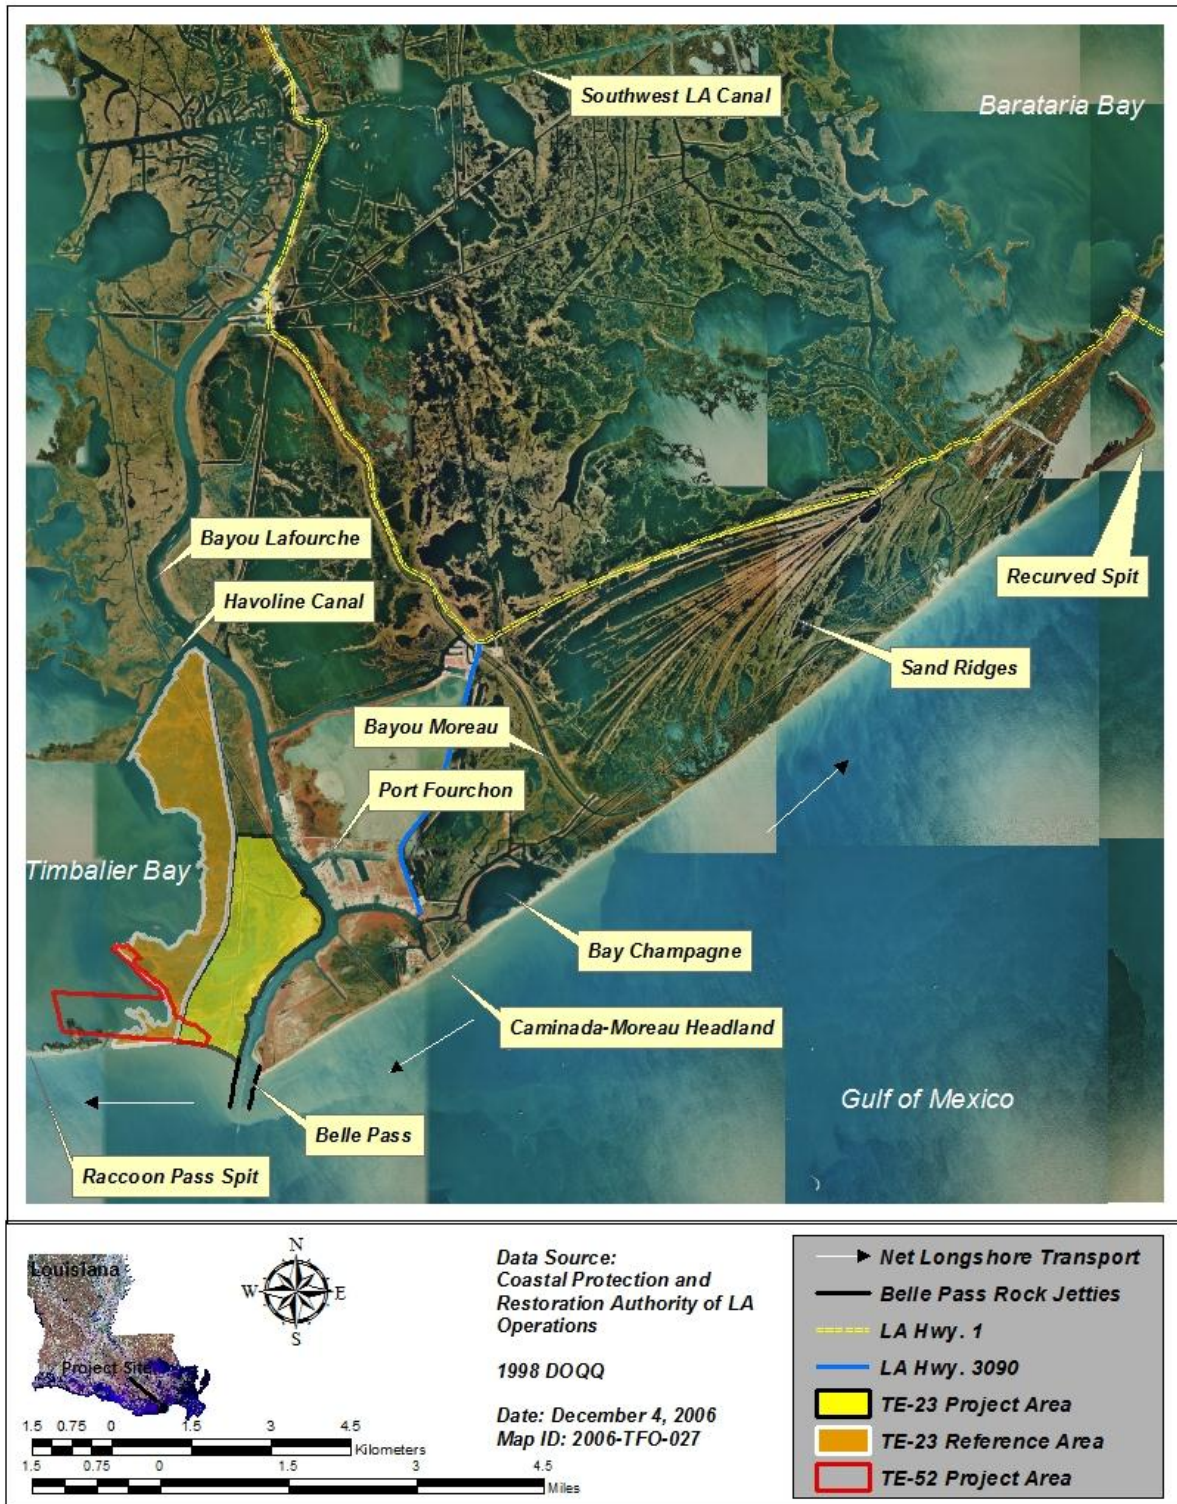 Southwest LA Canal
Barataria Bay
Bayou Lafourche
Havoline Canal
Recurved Spit
Sand Ridges
Bayou Moreau
Port Fourchon
Timbalier Bay
Bay Champagne
Caminada-Moreau Headland
Gulf of Mexico
Belle Pass
Raccoon Pass Spit
Louisiana
Project Site
N
W
E
S
1.5 0.75 0 1.5 3 4.5
Kilometers
1.5 0.75 0 1.5 3 4.5
Miles
Data Source:
Coastal Protection and
Restoration Authority of LA
Operations
1998 DOQQ
Date: December 4, 2006
Map ID: 2006-TFO-027
Net Longshore Transport
Belle Pass Rock Jetties
LA Hwy. 1
LA Hwy. 3090
TE-23 Project Area
TE-23 Reference Area
TE-52 Project Area